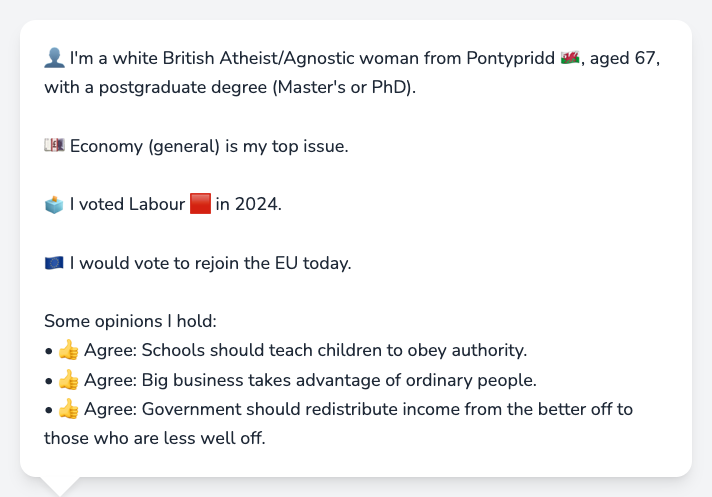 👤 I'm a white British Atheist/Agnostic woman from Pontypridd 🏴󠁧󠁢󠁷󠁬󠁳󠁿, aged 67,
with a postgraduate degree (Master's or PhD).
💷 Economy (general) is my top issue.
🗳️ I voted Labour 🟥 in 2024.
🇪🇺 I would vote to rejoin the EU today.
Some opinions I hold:
• 👍 Agree: Schools should teach children to obey authority.
• 👍 Agree: Big business takes advantage of ordinary people.
• 👍 Agree: Government should redistribute income from the better off to
those who are less well off.